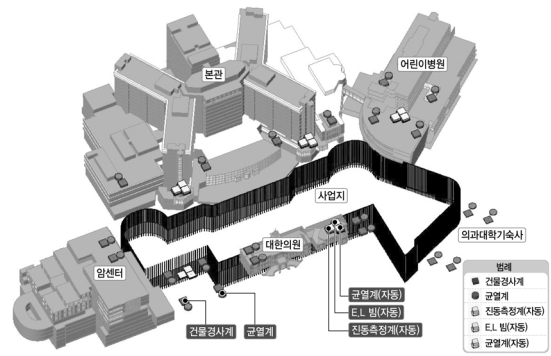 본관
어린이병원
사업지
의과대학기숙사
대한의원
암센터
건물경사계
균열계
균열계(자동)
E.L 빔(자동)
진동측정계(자동)
범례
건물경사계
균열계
진동측정계(자동)
E.L 빔(자동)
균열계(자동)